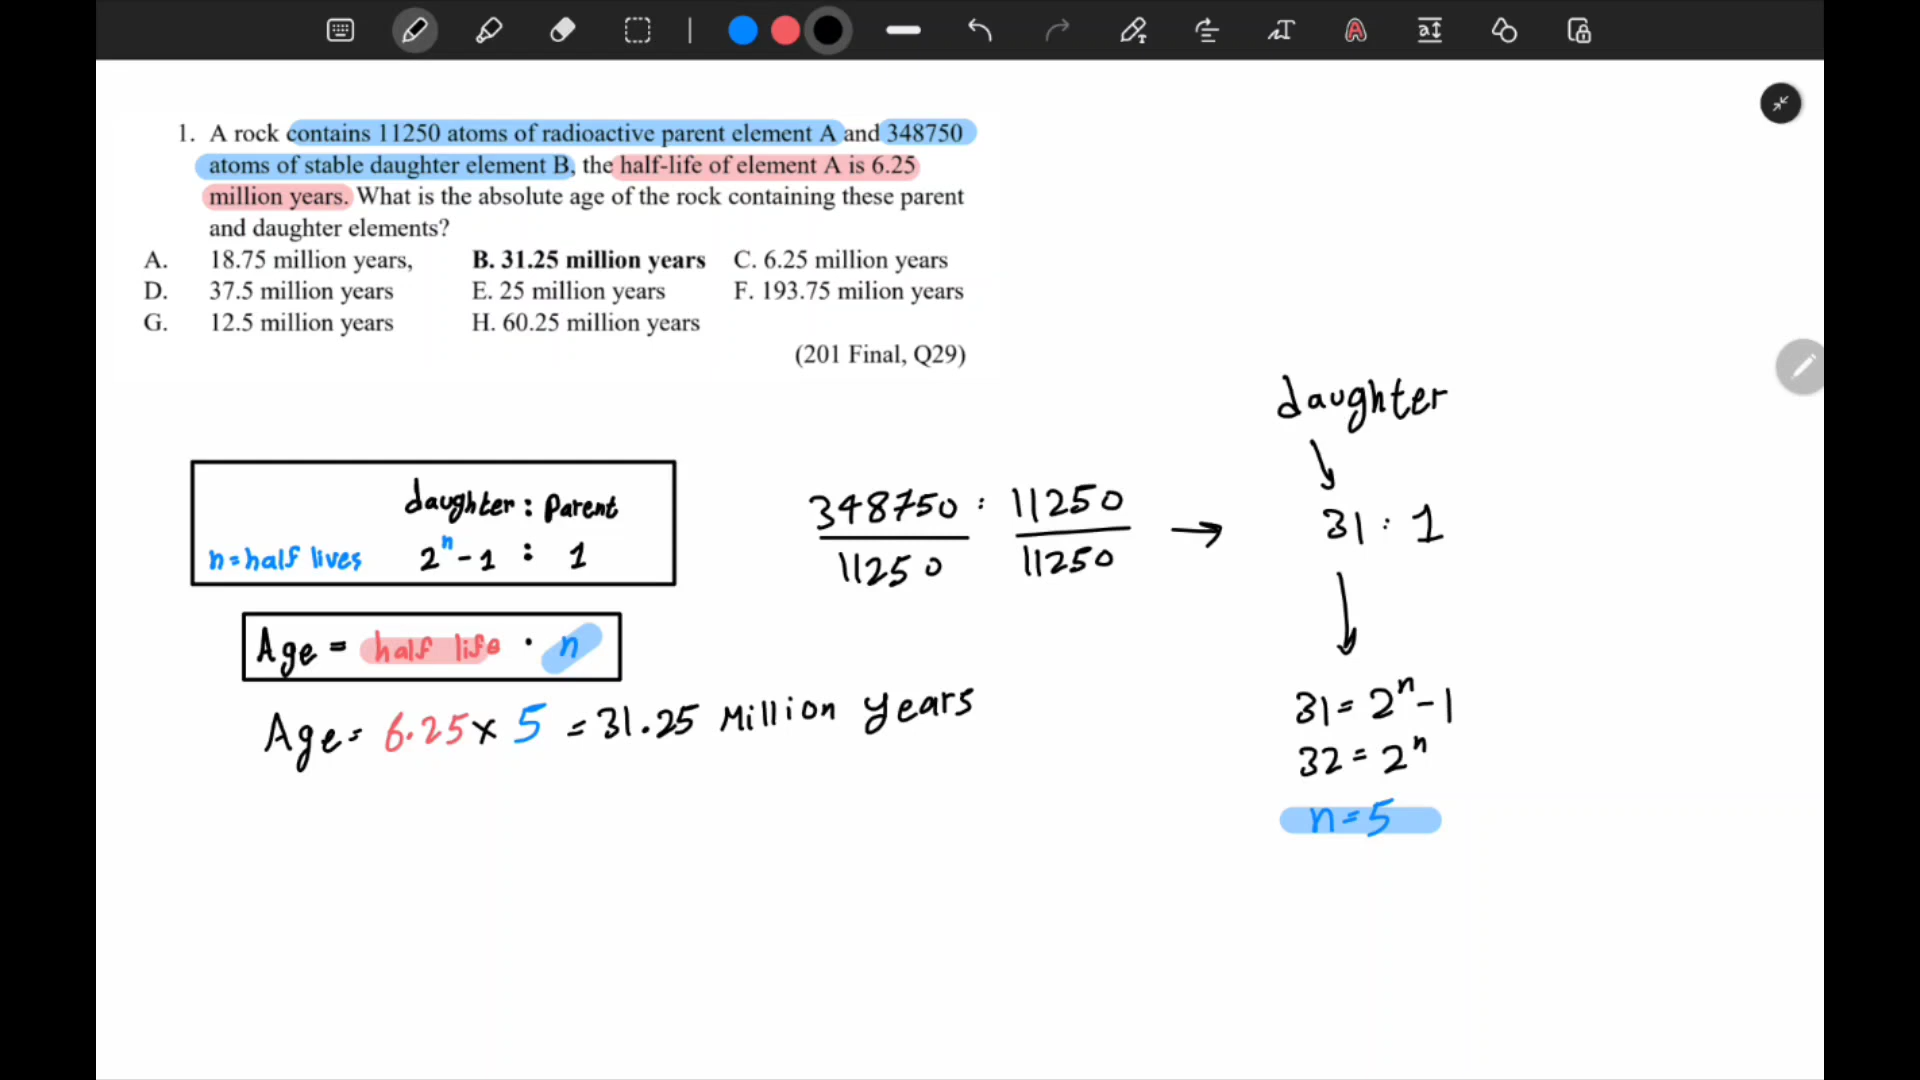 1. A rock contains 11250 atoms of radioactive parent element A and 348750
atoms of stable daughter element B, the half-life of element A is 6.25
million years. What is the absolute age of the rock containing these parent
and daughter elements?
A. 18.75 million years, B. 31.25 million years C. 6.25 million years
D. 37.5 million years E. 25 million years F. 193.75 milion years
G. 12.5 million years H. 60.25 million years
(201 Final, Q29)
daughter : Parent
n=half lives 2^n - 1 : 1
Age = half life · n
Age = 6.25 x 5 = 31.25 Million years
348750 : 11250
11250 11250
→
daughter
31 : 1
31 = 2^n - 1
32 = 2^n
n = 5